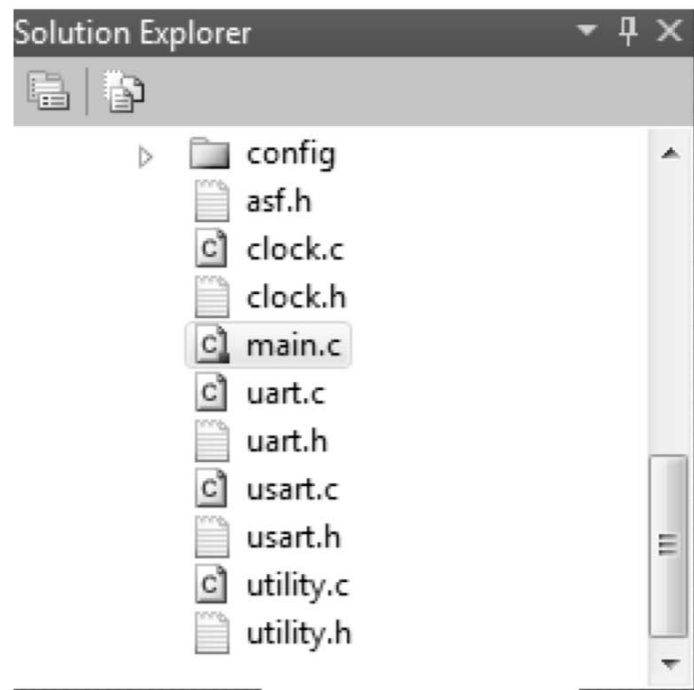 Solution Explorer
config
asf.h
clock.c
clock.h
main.c
uart.c
uart.h
usart.c
usart.h
utility.c
utility.h